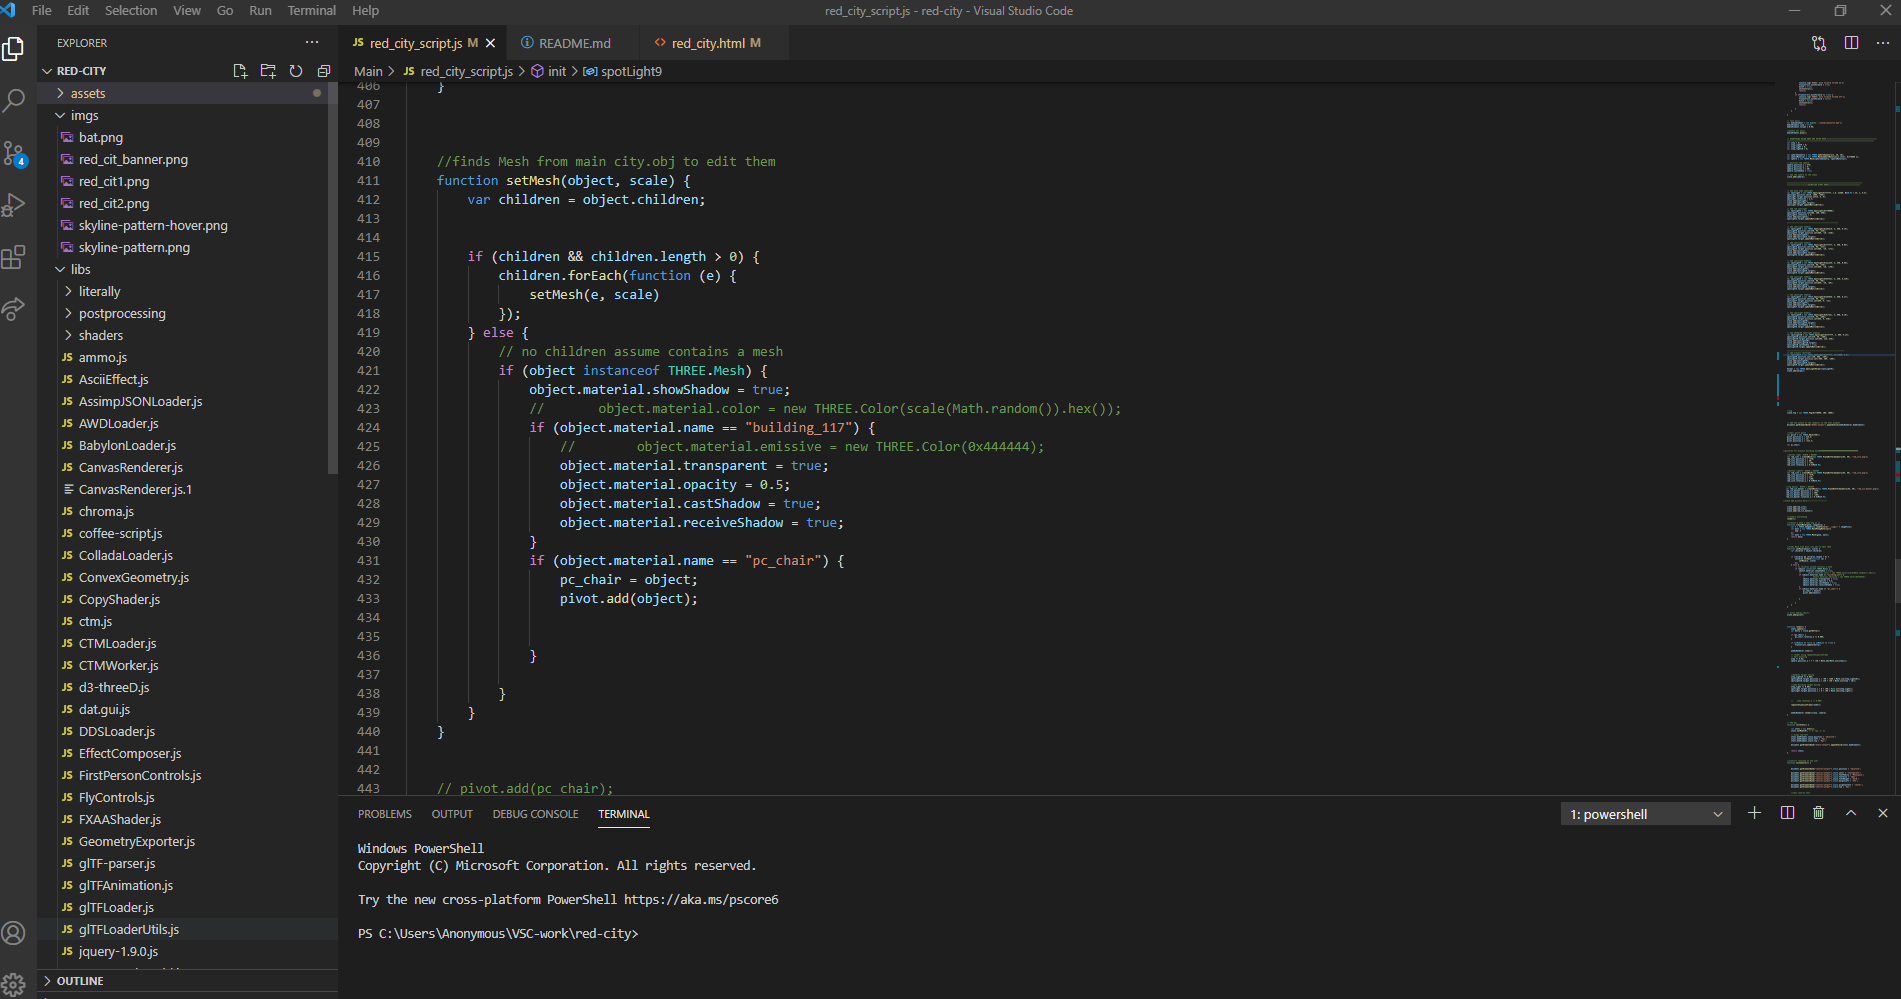 File Edit Selection View Go Run Terminal Help
red_city_script.js - red-city - Visual Studio Code
EXPLORER
RED-CITY
assets
imgs
bat.png
red_cit_banner.png
red_cit1.png
red_cit2.png
skyline-pattern-hover.png
skyline-pattern.png
libs
literally
postprocessing
shaders
JS ammo.js
JS AsciiEffect.js
JS AssimpJSONLoader.js
JS AWDLoader.js
JS BabylonLoader.js
JS CanvasRenderer.js
CanvasRenderer.js.1
JS chroma.js
JS coffee-script.js
JS ColladaLoader.js
JS ConvexGeometry.js
JS CopyShader.js
JS ctm.js
JS CTMLoader.js
JS CTMWorker.js
JS d3-threeD.js
JS dat.gui.js
JS DDSLoader.js
JS EffectComposer.js
JS FirstPersonControls.js
JS FlyControls.js
JS FXAAShader.js
JS GeometryExporter.js
JS glTF-parser.js
JS glTFAnimation.js
JS glTFLoader.js
JS glTFLoaderUtils.js
JS jquery-1.9.0.js
OUTLINE
4
JS red_city_script.js M
README.md
red_city.html M
Main > JS red_city_script.js > init > spotLight9
406 }
407
408
409
410 //finds Mesh from main city.obj to edit them
411 function setMesh(object, scale) {
412 var children = object.children;
413
414
415 if (children && children.length > 0) {
416 children.forEach(function (e) {
417 setMesh(e, scale)
418 });
419 } else {
420 // no children assume contains a mesh
421 if (object instanceof THREE.Mesh) {
422 object.material.showShadow = true;
423 // object.material.color = new THREE.Color(scale(Math.random()).hex());
424 if (object.material.name == "building_117") {
425 // object.material.emissive = new THREE.Color(0x444444);
426 object.material.transparent = true;
427 object.material.opacity = 0.5;
428 object.material.castShadow = true;
429 object.material.receiveShadow = true;
430 }
431 if (object.material.name == "pc_chair") {
432 pc_chair = object;
433 pivot.add(object);
434
435
436 }
437
438 }
439 }
440 }
441
442
443 // pivot.add(pc_chair);
PROBLEMS OUTPUT DEBUG CONSOLE TERMINAL
1: powershell
Windows PowerShell
Copyright (C) Microsoft Corporation. All rights reserved.
Try the new cross-platform PowerShell https://aka.ms/pscore6
PS C:\Users\Anonymous\VSC-work\red-city>